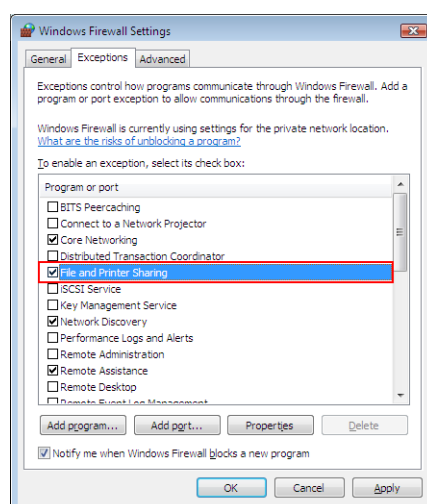 Windows Firewall Settings
General Exceptions Advanced
Exceptions control how programs communicate through Windows Firewall. Add a
program or port exception to allow communications through the firewall.
Windows Firewall is currently using settings for the private network location.
What are the risks of unblocking a program?
To enable an exception, select its check box:
Program or port
BITS Peercaching
Connect to a Network Projector
Core Networking
Distributed Transaction Coordinator
File and Printer Sharing
iSCSI Service
Key Management Service
Network Discovery
Performance Logs and Alerts
Remote Administration
Remote Assistance
Remote Desktop
Remote Event Log Management
Add program... Add port... Properties Delete
Notify me when Windows Firewall blocks a new program
OK Cancel Apply